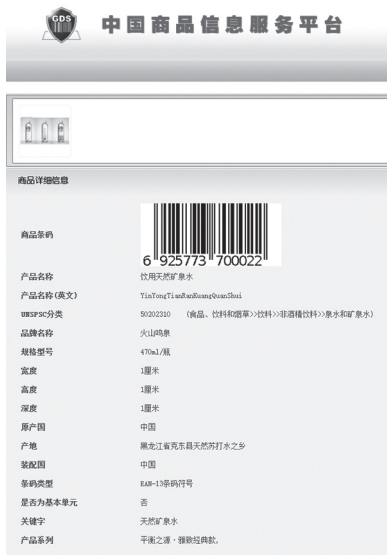 GDS
中国商品信息服务平台
商品详细信息
商品条码
6 925773 700022
产品名称 饮用天然矿泉水
产品名称(英文) YinYongTianRanKuangQuanShui
UNSPSC分类 50202310 (食品、饮料和烟草>>饮料>>非酒精饮料>>泉水和矿泉水)
品牌名称 火山鸣泉
规格型号 470ml/瓶
宽度 1厘米
高度 1厘米
深度 1厘米
原产国 中国
产地 黑龙江省克东县天然苏打水之乡
装配国 中国
条码类型 EAN-13条码符号
是否为基本单元 否
关键字 天然矿泉水
产品系列 平衡之源·雅致经典款,